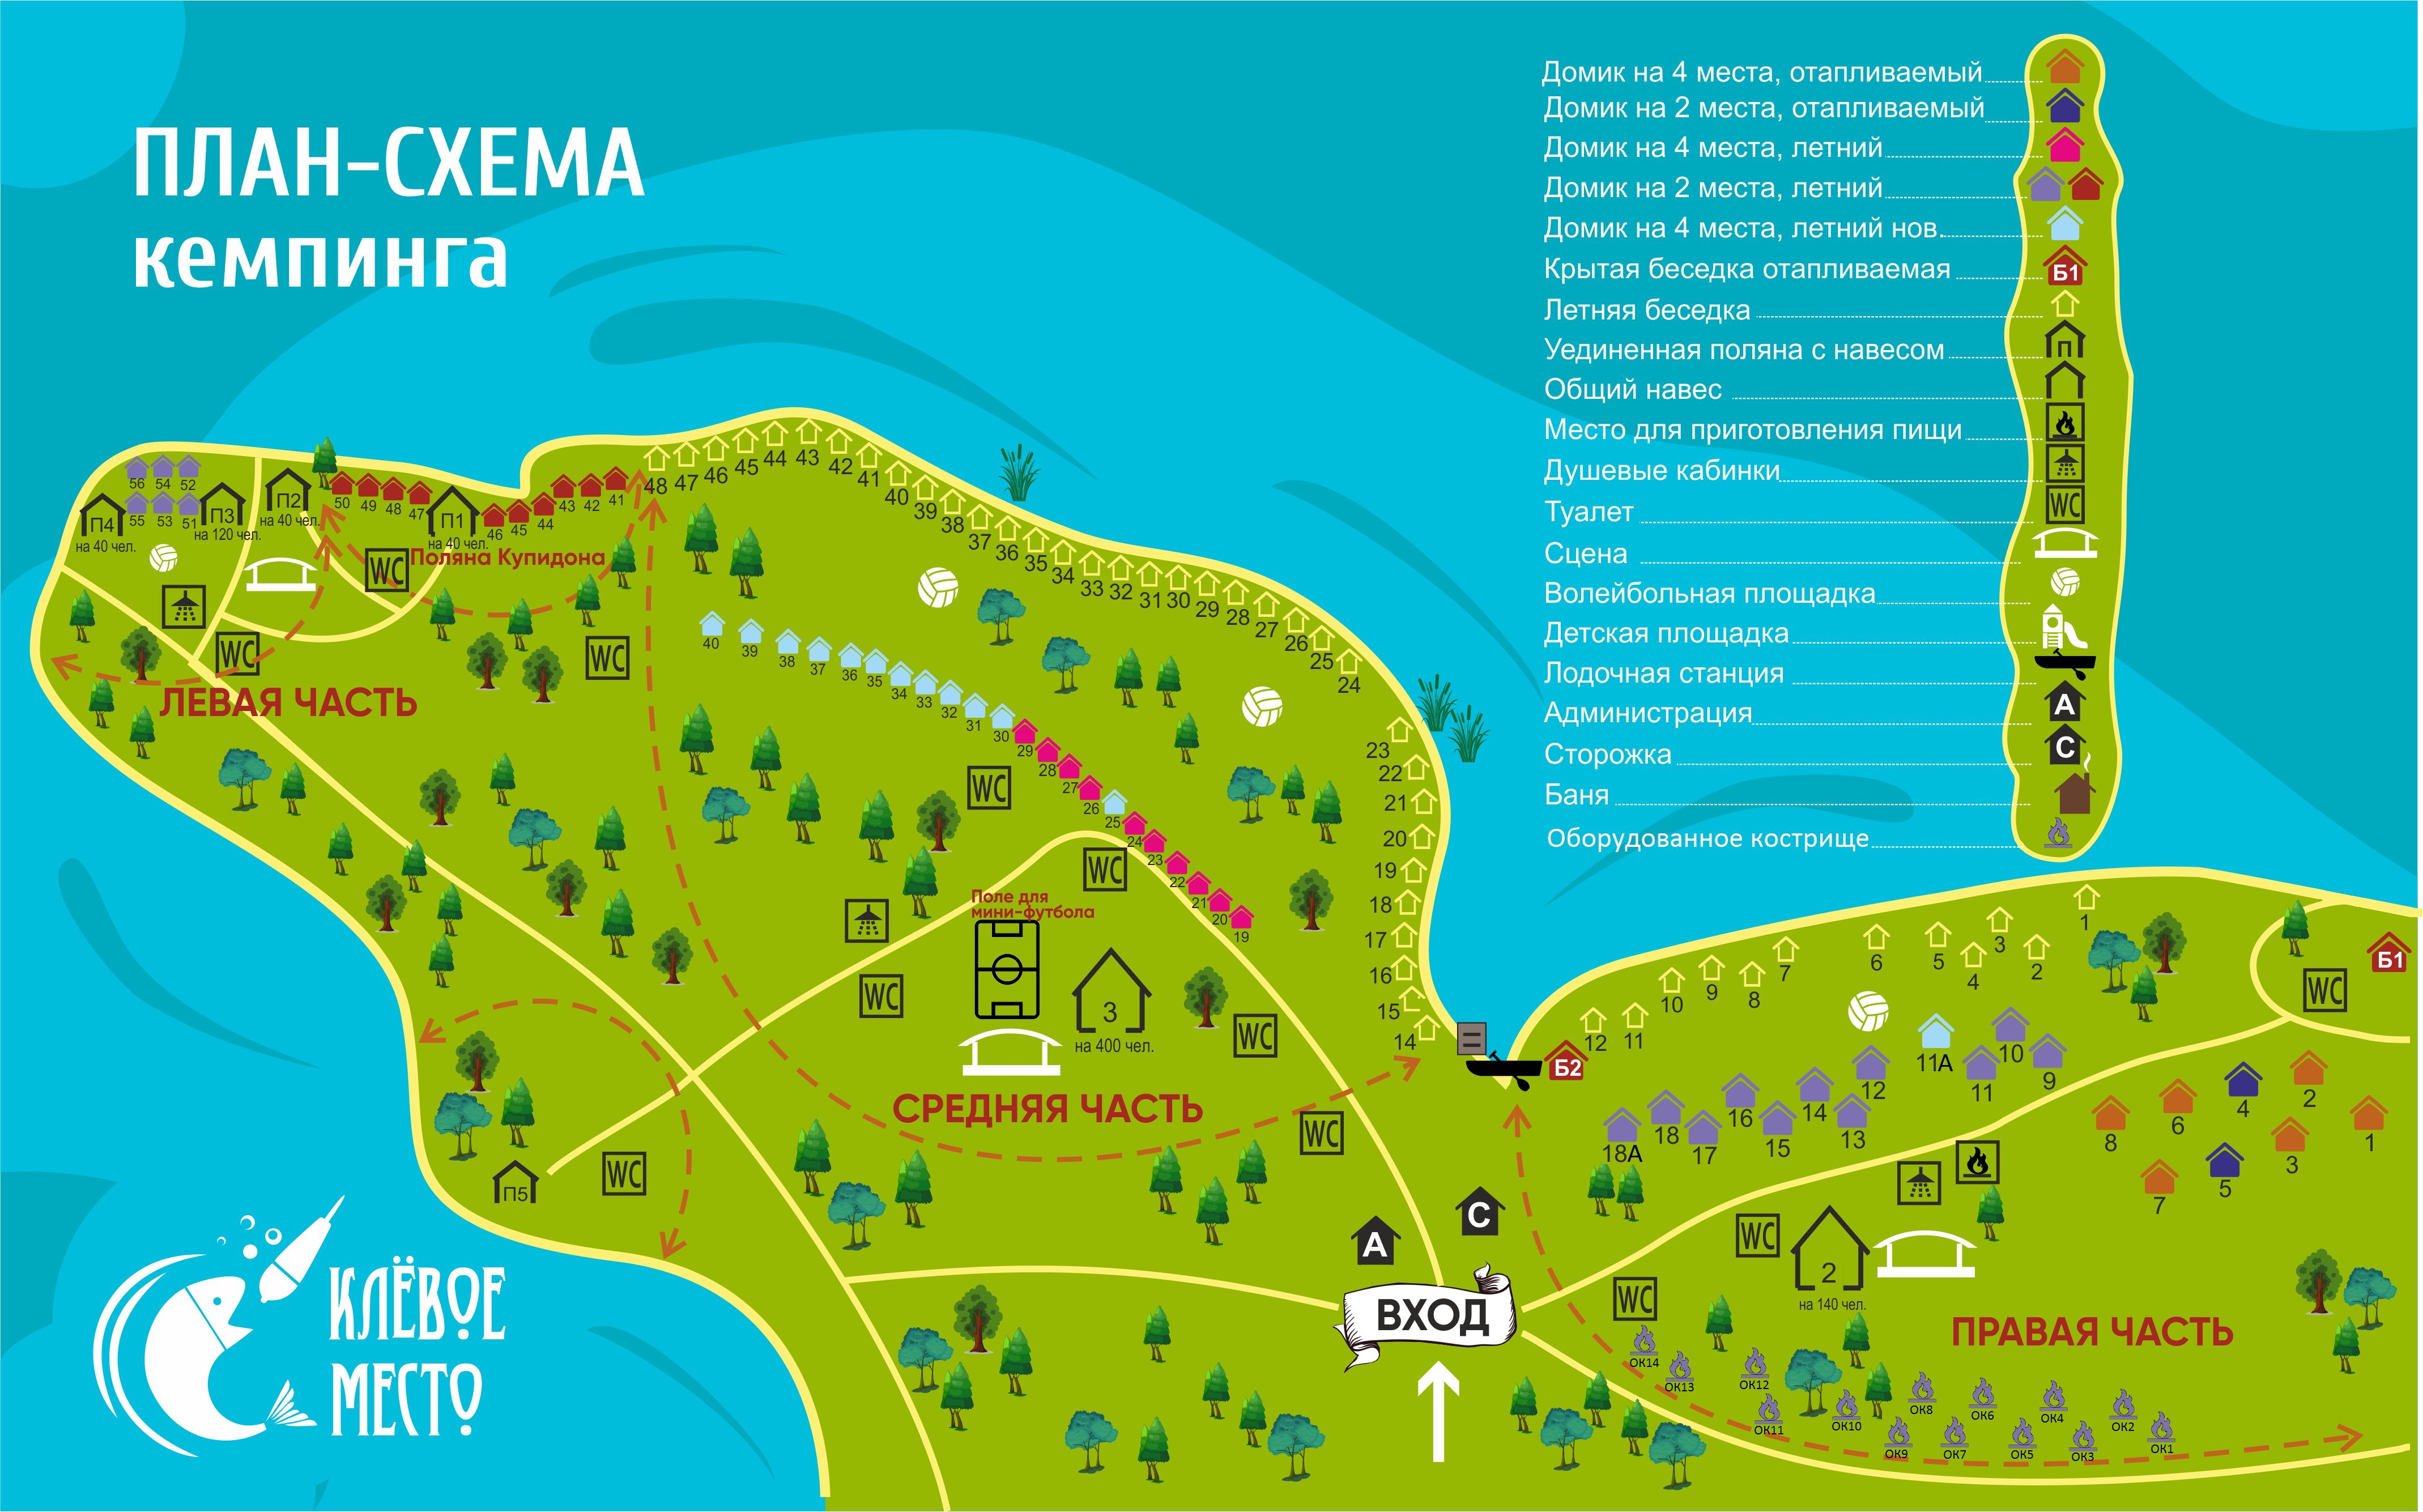 ПЛАН-СХЕМА
кемпинга
Домик на 4 места, отапливаемый
Домик на 2 места, отапливаемый
Домик на 4 места, летний
Домик на 2 места, летний
Домик на 4 места, летний нов.
Крытая беседка отапливаемая
Б1
Летняя беседка
Уединенная поляна с навесом
П
Общий навес
Место для приготовления пищи
Душевые кабинки
Туалет
WC
Сцена
Волейбольная площадка
Детская площадка
Лодочная станция
Администрация
А
Сторожка
С
Баня
Оборудованное кострище
56 54 52
55 53 51
П4
на 40 чел.
П3
на 120 чел.
П2
на 40 чел.
50 49 48 47
П1
на 40 чел.
46 45 44 43 42 41
Поляна Купидона
WC
WC
WC
ЛЕВАЯ ЧАСТЬ
48 47 46 45 44 43 42 41 40 39 38 37 36 35 34 33 32 31 30 29 28 27 26 25 24
23
22
21
20
19
18
17
16
15
14
40 39 38 37 36 35 34 33 32 31 30 29 28 27 26 25 24 23 22 21 20 19
WC
WC
Поле для
мини-футбола
WC
3
на 400 чел.
WC
СРЕДНЯЯ ЧАСТЬ
WC
П5
WC
Б2
12 11 10 9 8 7 6 5 4 3 2 1
Б1
WC
18А 18 17 16 15 14 13 12 11А 11 10 9
8 6 4 2 1
7 5 3
А
С
ВХОД
WC
2
на 140 чел.
WC
ПРАВАЯ ЧАСТЬ
ОК14
ОК13
ОК12
ОК11
ОК10
ОК9
ОК8
ОК7
ОК6
ОК5
ОК4
ОК3
ОК2
ОК1
КЛЁВОЕ
МЕСТО